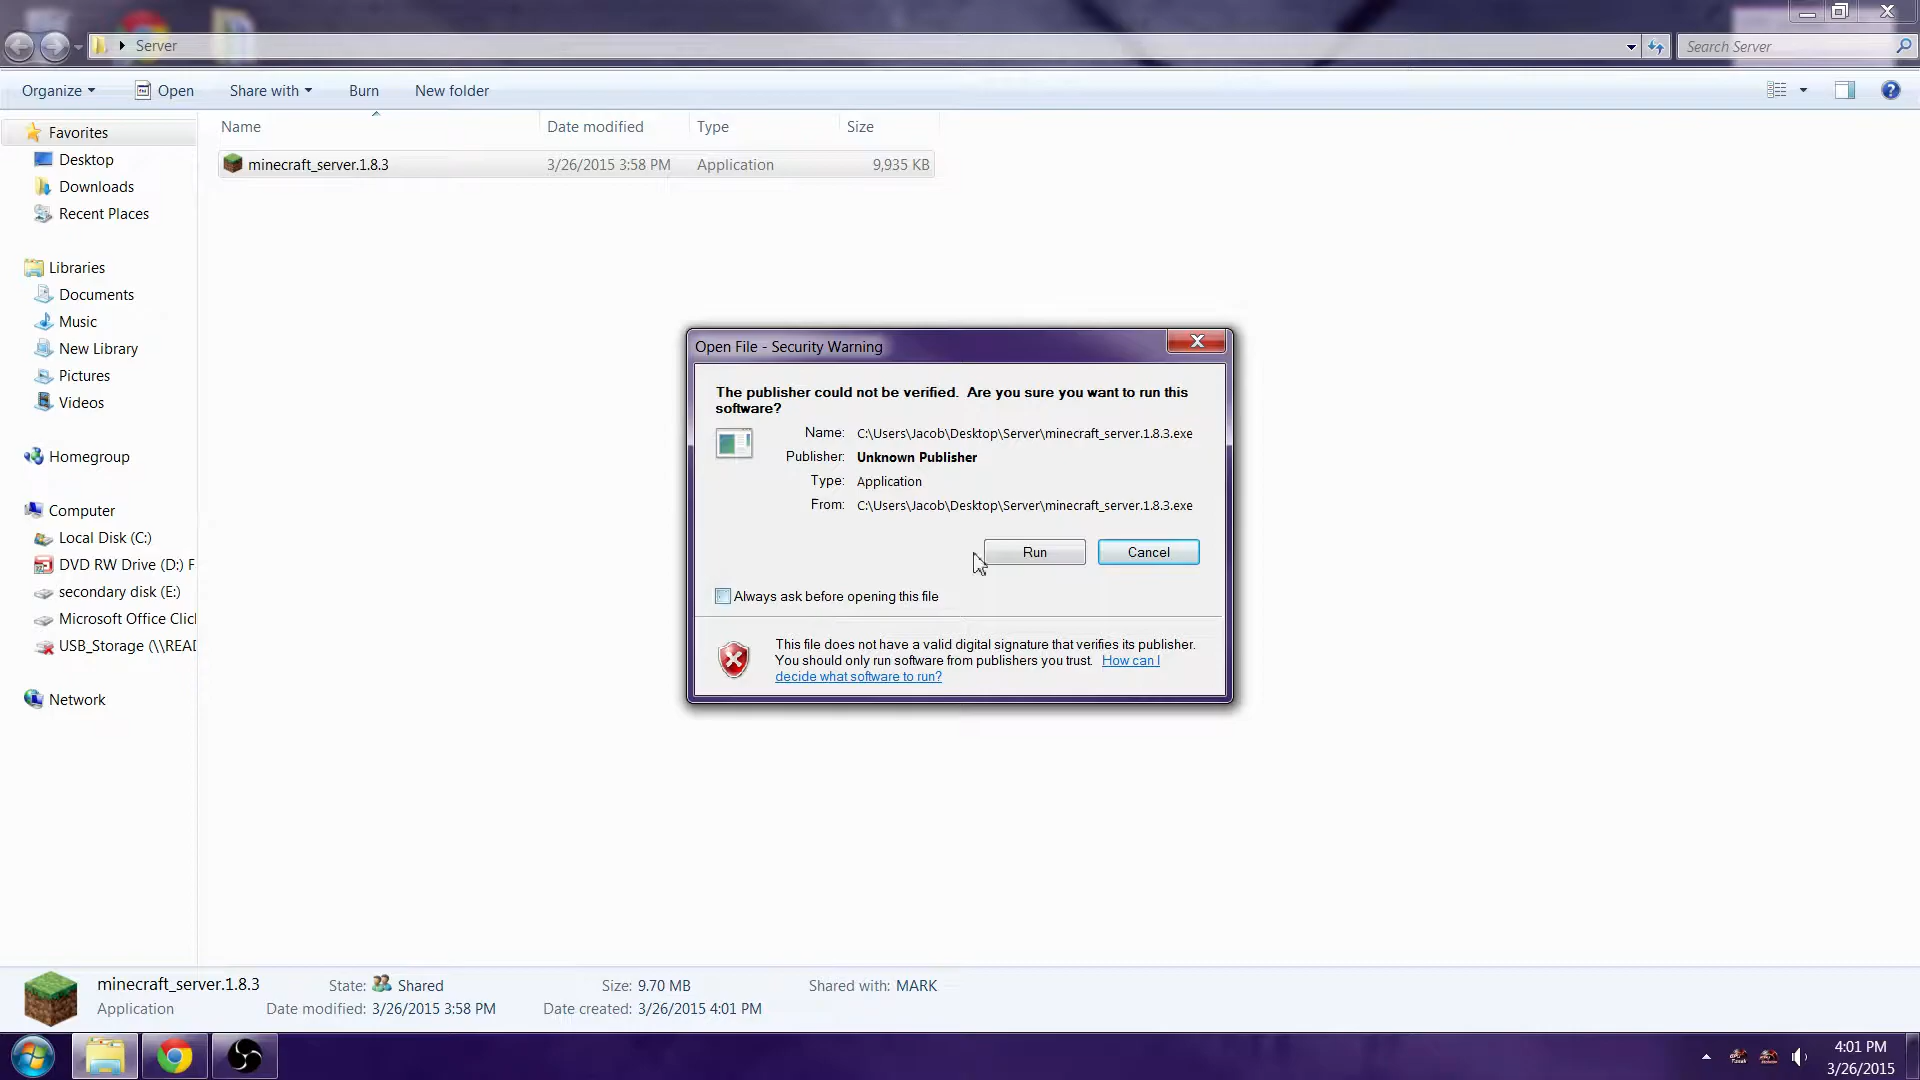 Server
Search Server
Organize
Open
Share with
Burn
New folder
Name
Date modified
Type
Size
minecraft_server.1.8.3
3/26/2015 3:58 PM
Application
9,935 KB
Favorites
Desktop
Downloads
Recent Places
Libraries
Documents
Music
New Library
Pictures
Videos
Homegroup
Computer
Local Disk (C:)
DVD RW Drive (D:) F
secondary disk (E:)
Microsoft Office Clic
USB_Storage (\\REA
Network
Open File - Security Warning
The publisher could not be verified. Are you sure you want to run this
software?
Name: C:\Users\Jacob\Desktop\Server\minecraft_server.1.8.3.exe
Publisher: Unknown Publisher
Type: Application
From: C:\Users\Jacob\Desktop\Server\minecraft_server.1.8.3.exe
Run
Cancel
Always ask before opening this file
This file does not have a valid digital signature that verifies its publisher.
You should only run software from publishers you trust. How can I
decide what software to run?
minecraft_server.1.8.3
State: Shared
Size: 9.70 MB
Shared with: MARK
Application
Date modified: 3/26/2015 3:58 PM
Date created: 3/26/2015 4:01 PM
4:01 PM
3/26/2015